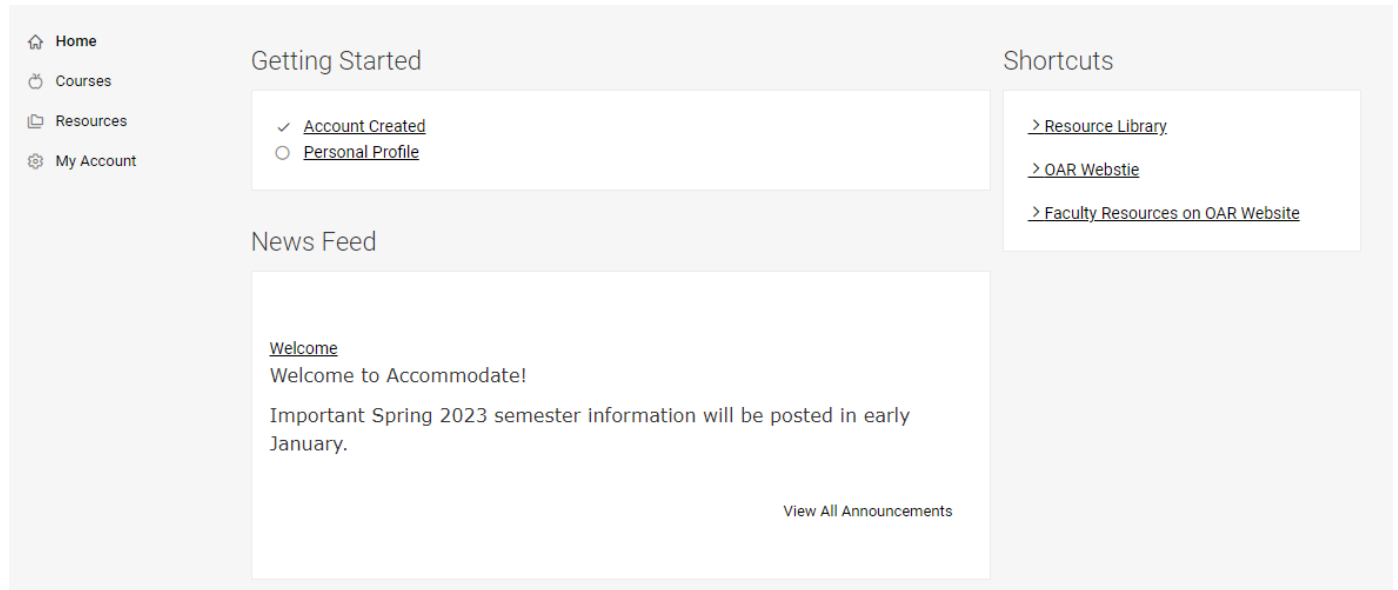 Home
Courses
Resources
My Account
Getting Started
Account Created
Personal Profile
News Feed
Welcome
Welcome to Accommodate!
Important Spring 2023 semester information will be posted in early
January.
View All Announcements
Shortcuts
> Resource Library
> OAR Webstie
> Faculty Resources on OAR Website